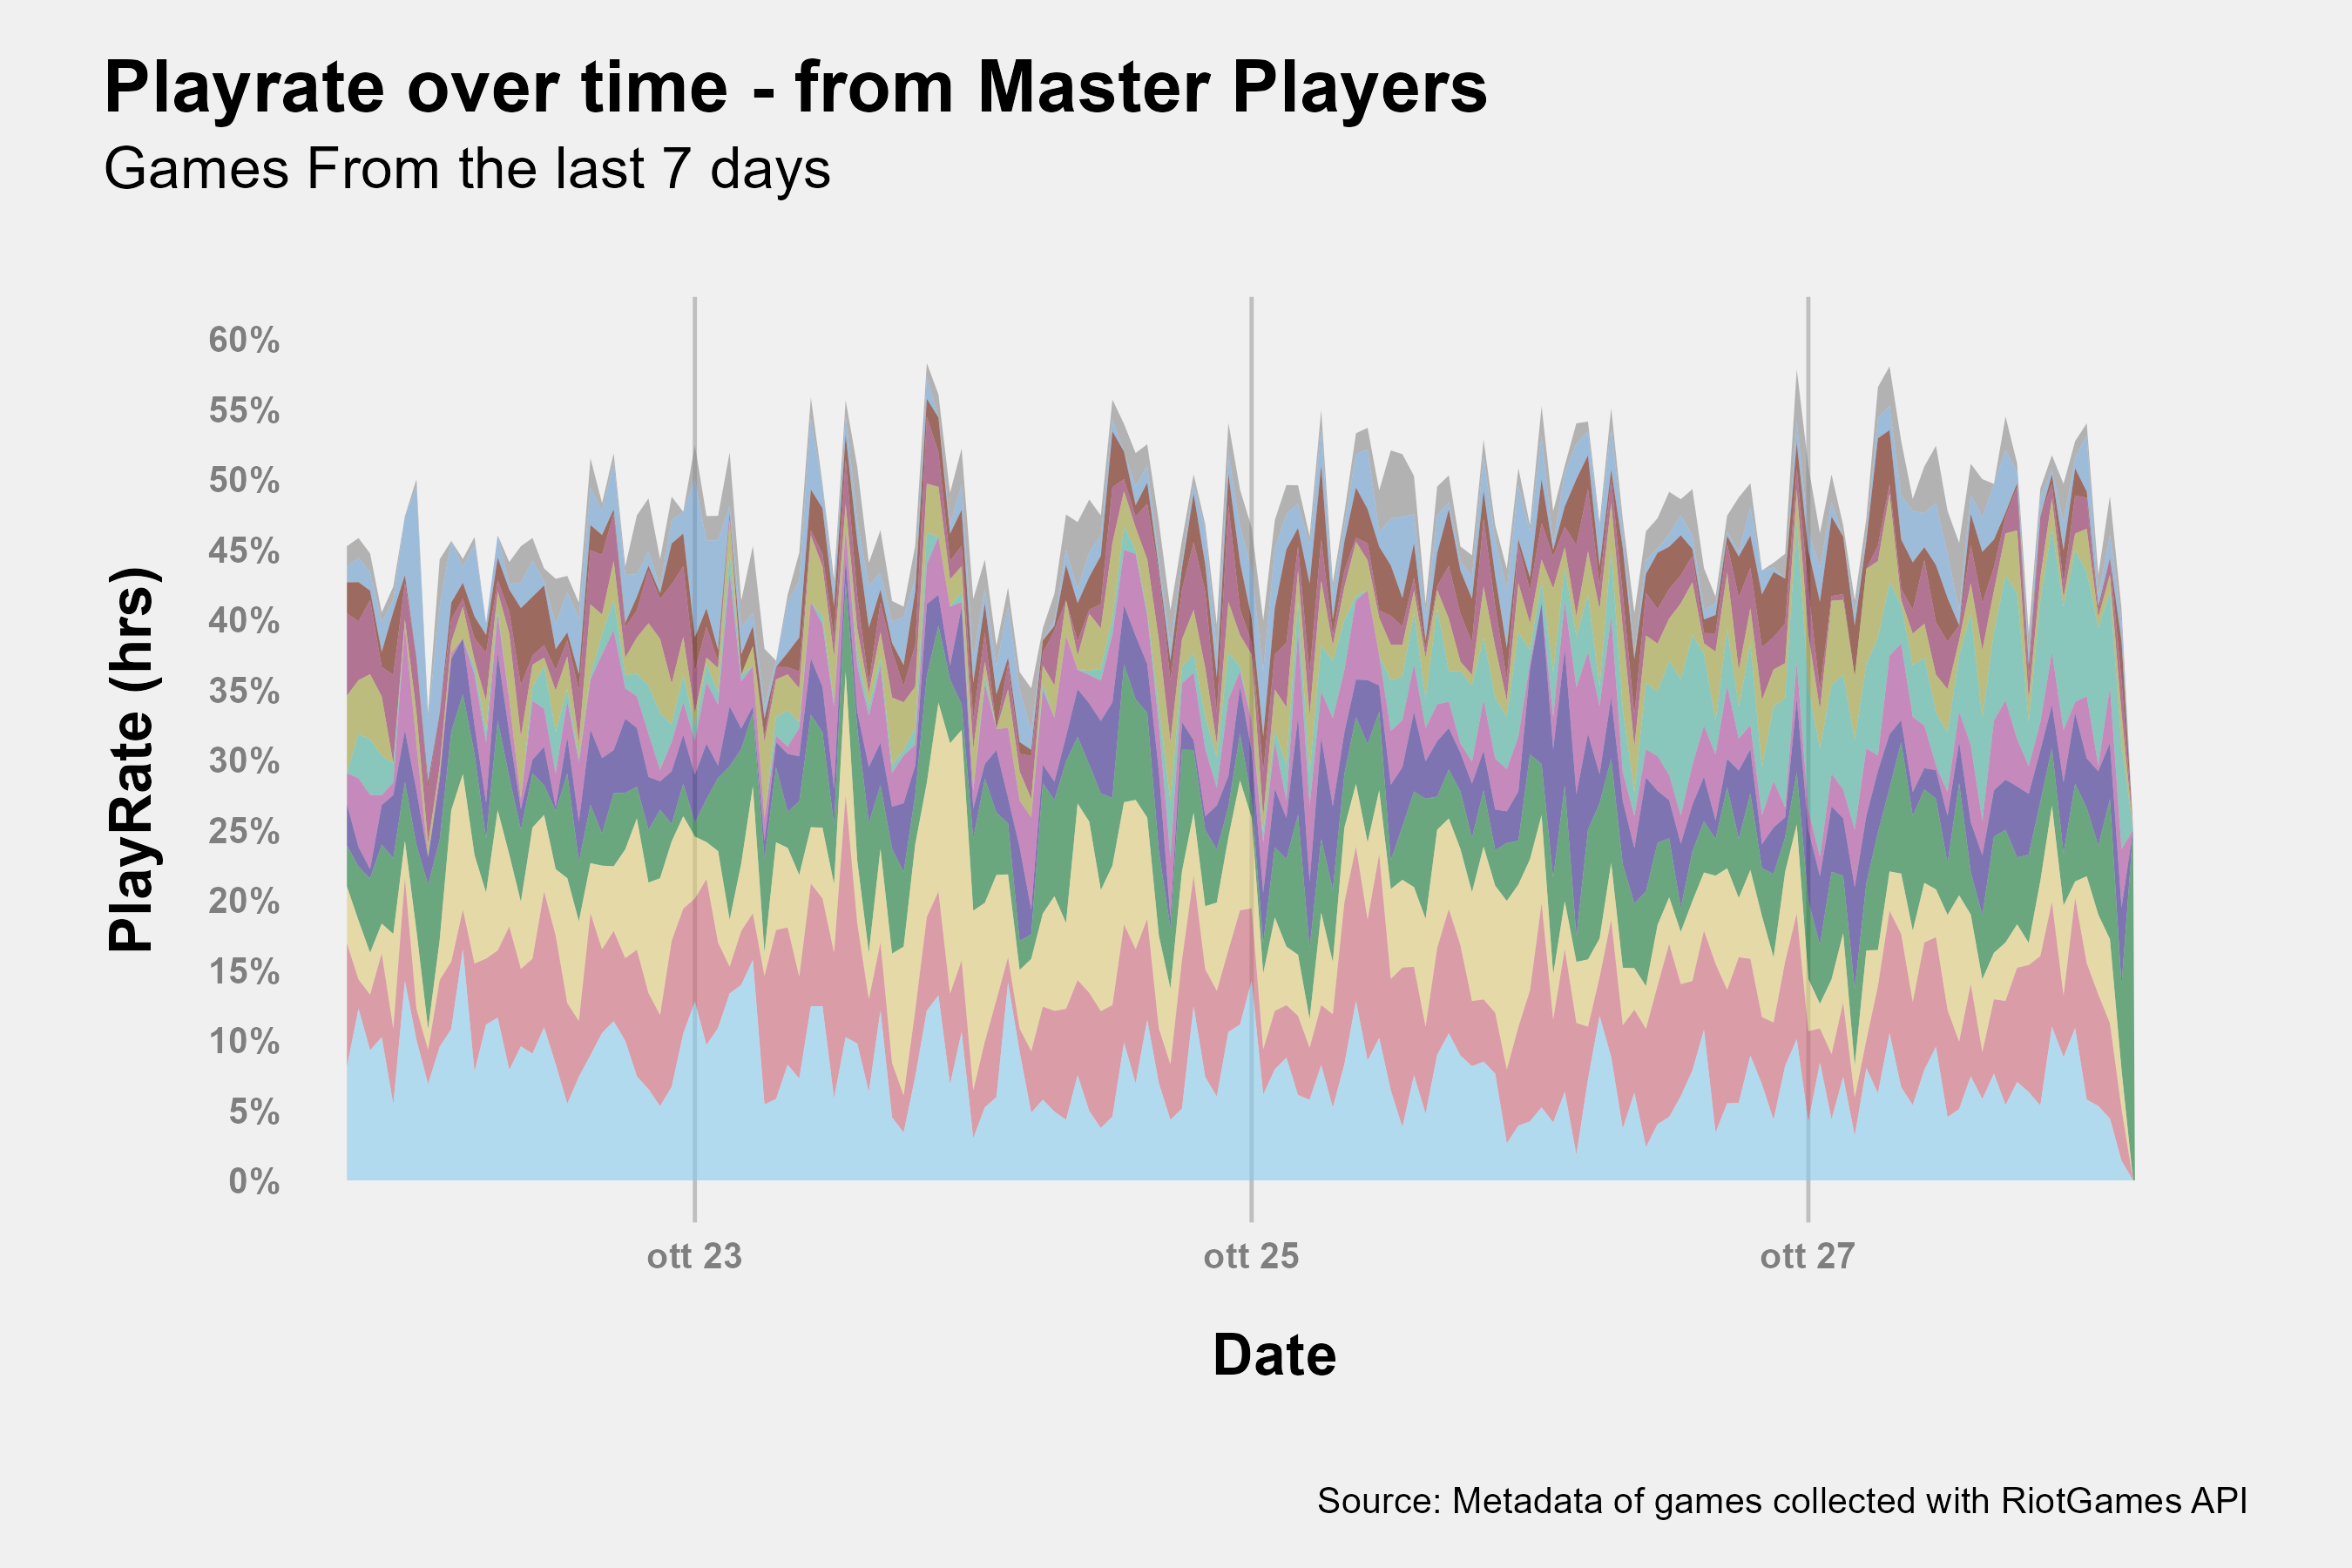 Playrate over time - from Master Players
Games From the last 7 days
60%
55%
50%
45%
40%
35%
30%
25%
20%
15%
10%
5%
0%
PlayRate (hrs)
ott 23
ott 25
ott 27
Date
Source: Metadata of games collected with RiotGames API